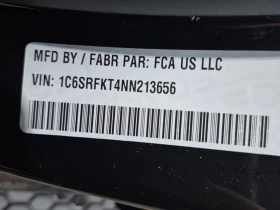 MFD BY / FABR PAR: FCA US LLC
VIN: 1C6SRFKT4NN213656